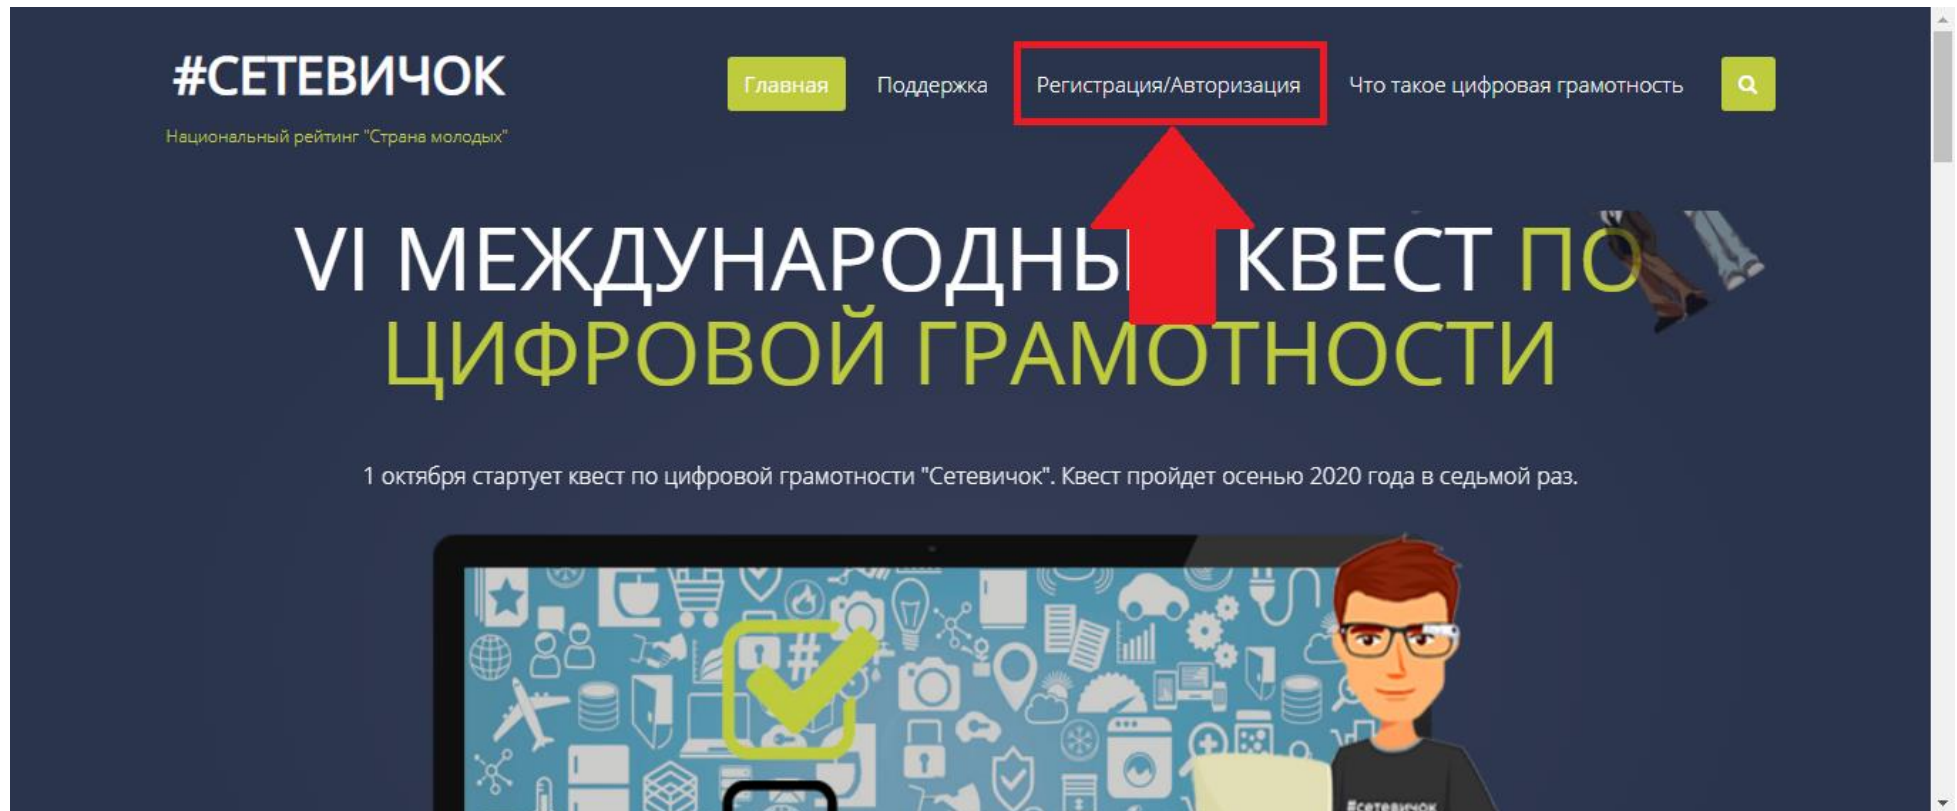 #СЕТЕВИЧОК
Национальный рейтинг "Страна молодых"
Главная
Поддержка
Регистрация/Авторизация
Что такое цифровая грамотность
VI МЕЖДУНАРОДНЫ КВЕСТ ПО
ЦИФРОВОЙ ГРАМОТНОСТИ
1 октября стартует квест по цифровой грамотности "Сетевичок". Квест пройдет осенью 2020 года в седьмой раз.
#
#сетевичок